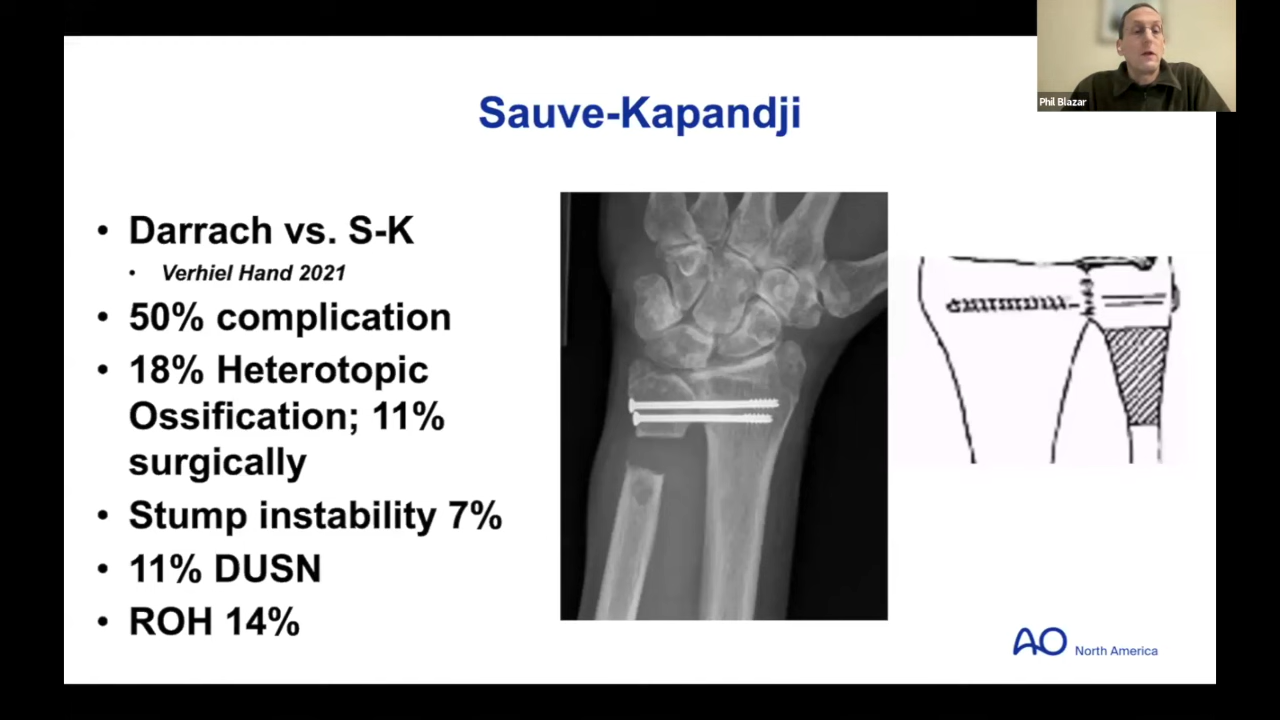 Phil Blazar
Sauve-Kapandji
• Darrach vs. S-K
• Verhiel Hand 2021
• 50% complication
• 18% Heterotopic
Ossification; 11%
surgically
• Stump instability 7%
• 11% DUSN
• ROH 14%
AO North America